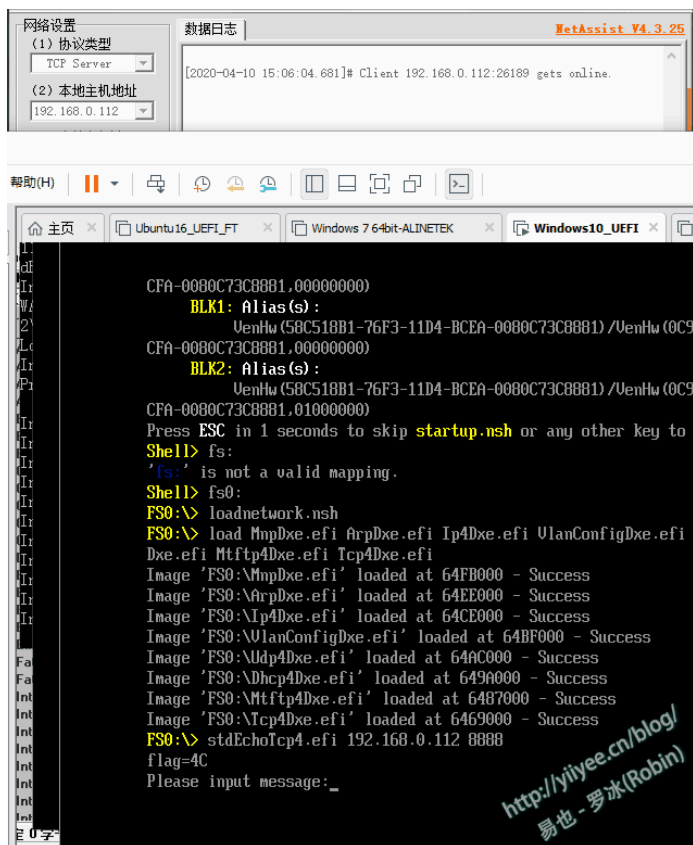 网络设置
数据日志
NetAssist V4.3.25
(1) 协议类型
TCP Server
[2020-04-10 15:06:04.681]# Client 192.168.0.112:26189 gets online.
(2) 本地主机地址
192.168.0.112
帮助(H)
主页
Ubuntu16_UEFI_FT
Windows 7 64bit-ALINETEK
Windows10_UEFI
CFA-0080C73C8881,00000000)
BLK1: Alias(s):
VenHw(58C518B1-76F3-11D4-BCEA-0080C73C8881)/VenHw(0C9
CFA-0080C73C8881,00000000)
BLK2: Alias(s):
VenHw(58C518B1-76F3-11D4-BCEA-0080C73C8881)/VenHw(0C9
CFA-0080C73C8881,01000000)
Press ESC in 1 seconds to skip startup.nsh or any other key to
Shell> fs:
'fs:' is not a valid mapping.
Shell> fs0:
FS0:\> loadnetwork.nsh
FS0:\> load MnpDxe.efi ArpDxe.efi Ip4Dxe.efi VlanConfigDxe.efi
Dxe.efi Mtftp4Dxe.efi Tcp4Dxe.efi
Image 'FS0:\MnpDxe.efi' loaded at 64FB000 - Success
Image 'FS0:\ArpDxe.efi' loaded at 64EE000 - Success
Image 'FS0:\Ip4Dxe.efi' loaded at 64CE000 - Success
Image 'FS0:\VlanConfigDxe.efi' loaded at 64BF000 - Success
Image 'FS0:\Udp4Dxe.efi' loaded at 64AC000 - Success
Image 'FS0:\Dhcp4Dxe.efi' loaded at 649A000 - Success
Image 'FS0:\Mtftp4Dxe.efi' loaded at 6487000 - Success
Image 'FS0:\Tcp4Dxe.efi' loaded at 6469000 - Success
FS0:\> stdEchoTcp4.efi 192.168.0.112 8888
flag=4C
Please input message:_
http://yiiyee.cn/blog/
易也 - 罗冰(Robin)